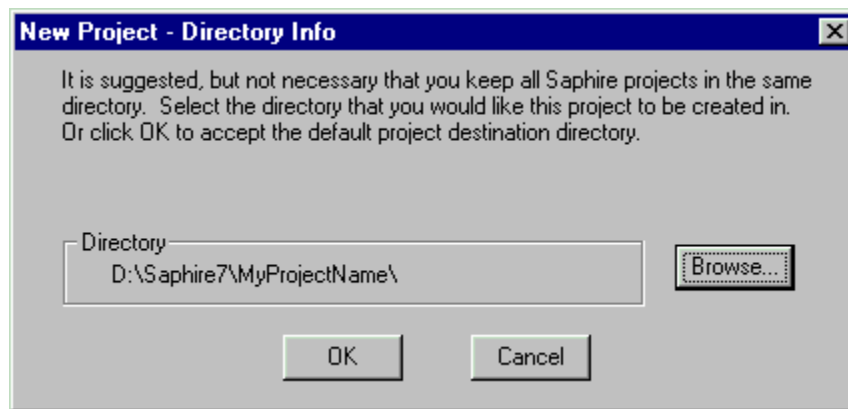 New Project - Directory Info
It is suggested, but not necessary that you keep all Saphire projects in the same
directory.  Select the directory that you would like this project to be created in.
Or click OK to accept the default project destination directory.
Directory
D:\Saphire7\MyProjectName\
Browse...
OK
Cancel